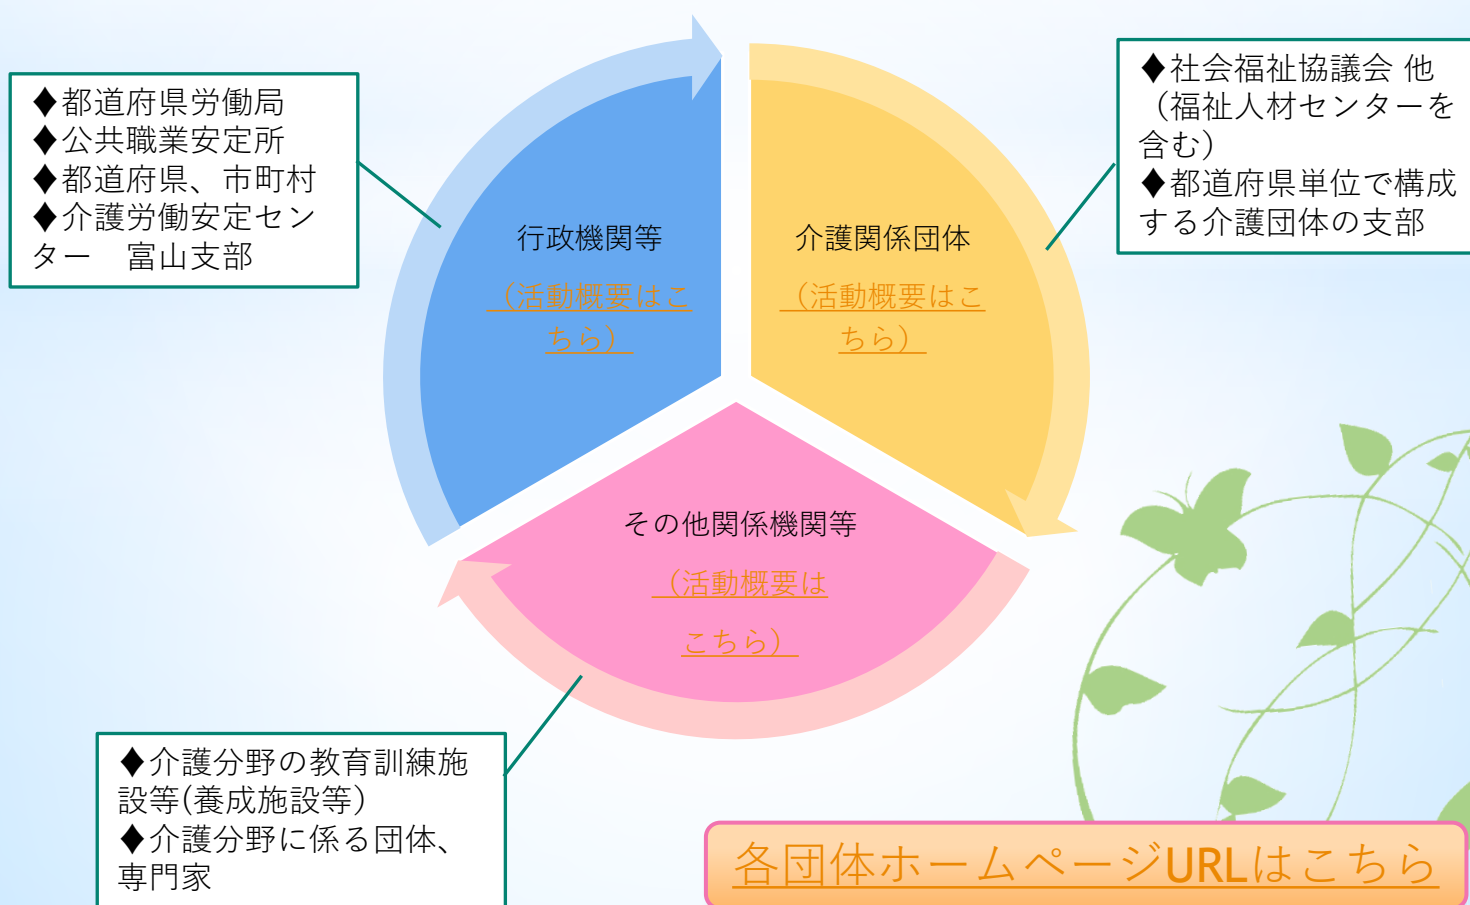 ◆都道府県労働局
◆公共職業安定所
◆都道府県、市町村
◆介護労働安定セン
ター　富山支部
行政機関等
（活動概要はこ
ちら）
◆社会福祉協議会 他
（福祉人材センターを
含む）
◆都道府県単位で構成
する介護団体の支部
介護関係団体
（活動概要はこ
ちら）
その他関係機関等
（活動概要は
こちら）
◆介護分野の教育訓練施
設等(養成施設等)
◆介護分野に係る団体、
専門家
各団体ホームページURLはこちら